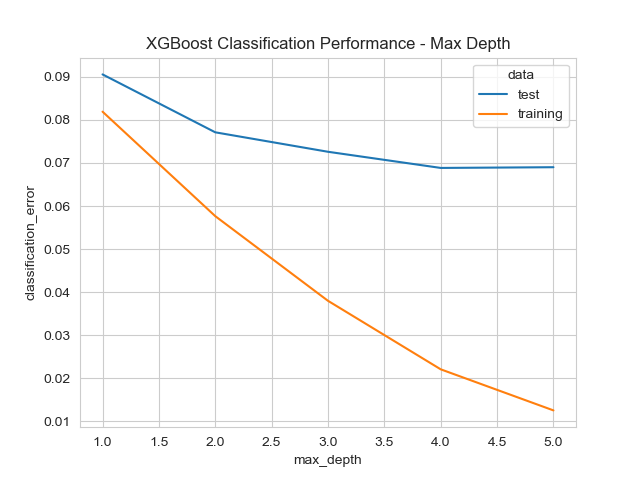 XGBoost Classification Performance - Max Depth
data
test
training
classification_error
0.09
0.08
0.07
0.06
0.05
0.04
0.03
0.02
0.01
1.0 1.5 2.0 2.5 3.0 3.5 4.0 4.5 5.0
max_depth